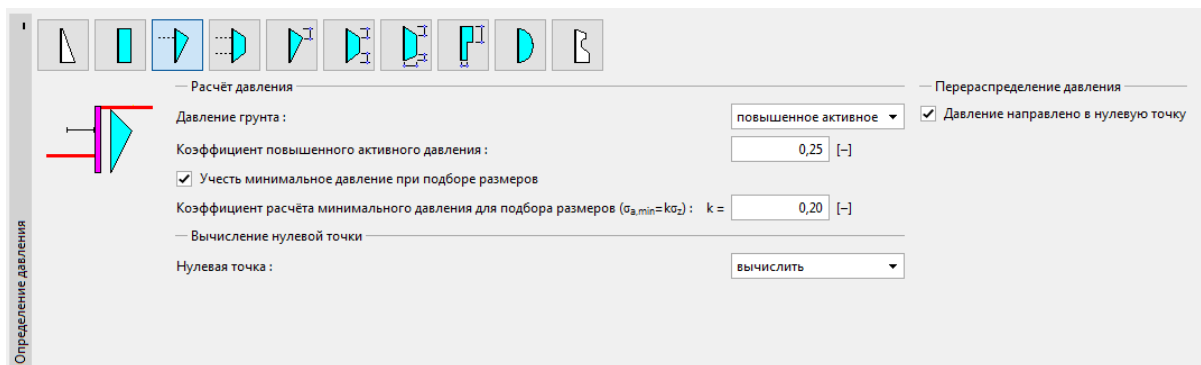 Расчёт давления
Перераспределение давления
Давление грунта :
повышенное активное
Давление направлено в нулевую точку
Коэффициент повышенного активного давления :
0,25 [–]
Учесть минимальное давление при подборе размеров
Коэффициент расчёта минимального давления для подбора размеров (σa,min=kσz) : k = 0,20 [–]
Вычисление нулевой точки
Нулевая точка :
вычислить
Определение давления